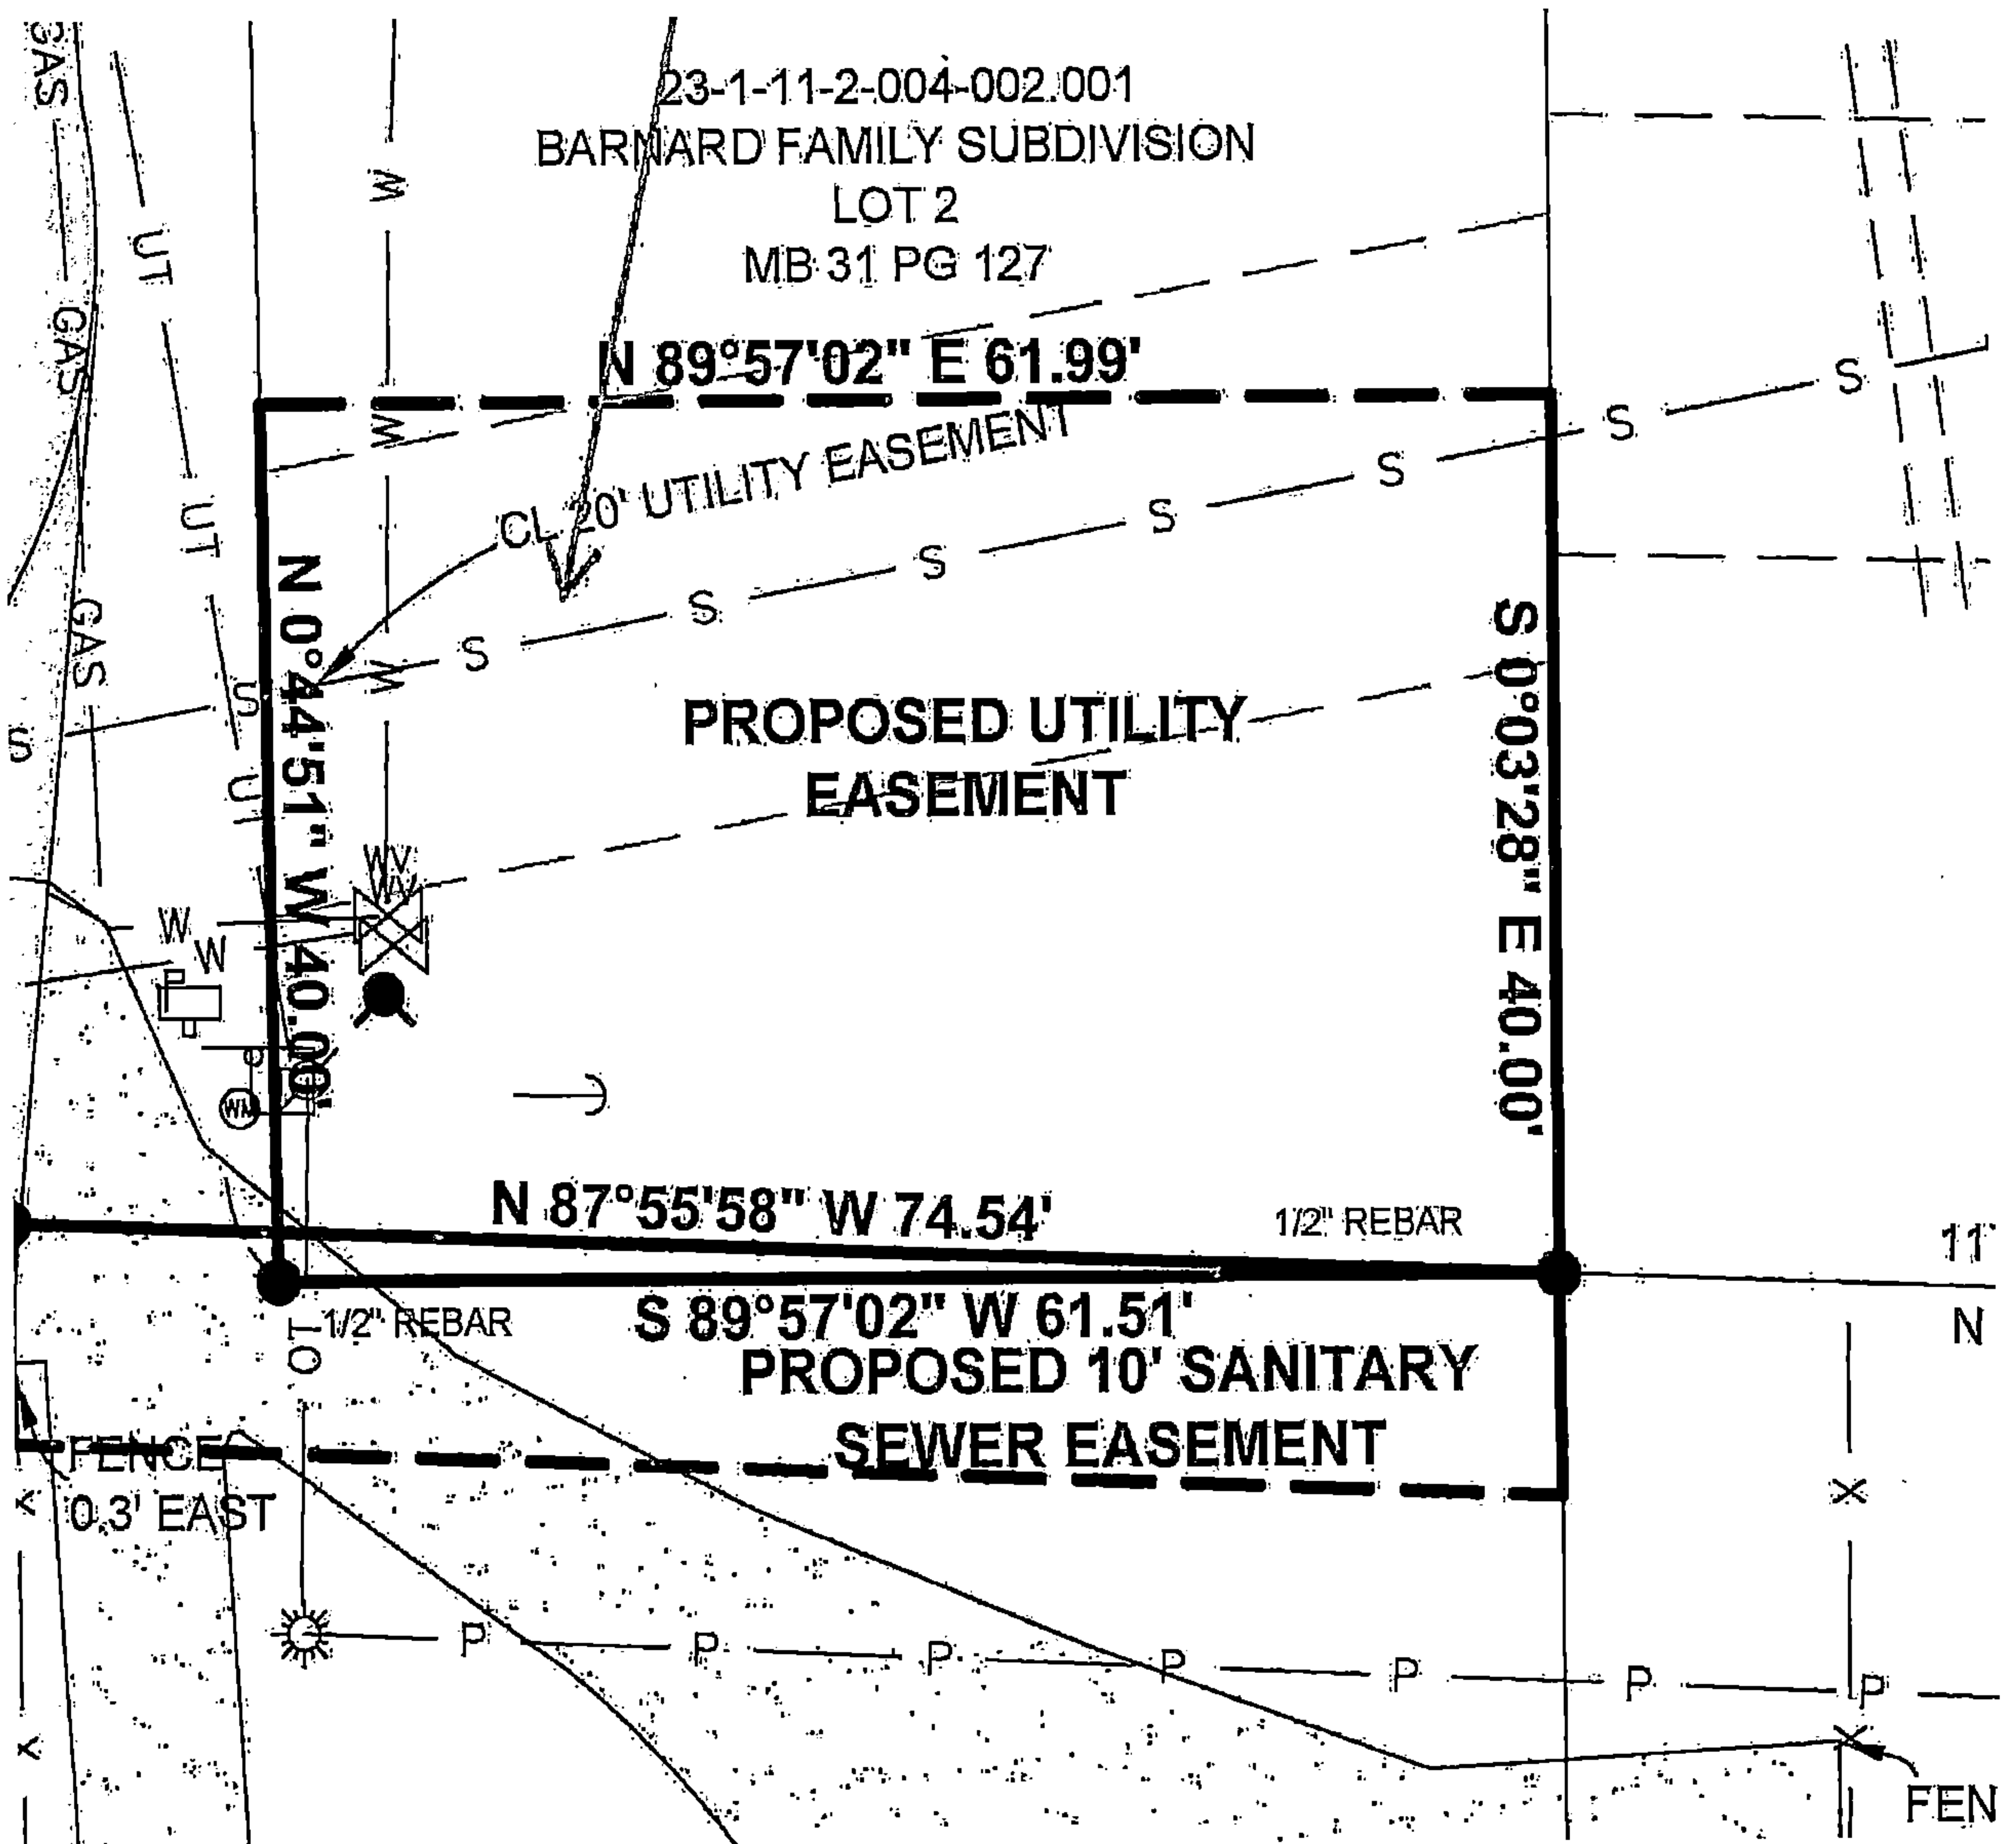 GAS
23-1-11-2-004-002.001
BARNARD FAMILY SUBDIVISION
LOT 2
MB 31 PG 127
W
UT
GAS
N 89°57'02" E 61.99'
S
S
W
CL 20' UTILITY EASEMENT
S
S
UT
S
S
GAS
N 0°44'51" W 40.00'
S 0°03'28" E 40.00'
S
W
S
S
PROPOSED UTILITY
EASEMENT
WV
W
W
WM
N 87°55'58" W 74.54'
1/2" REBAR
11'
N
1/2" REBAR
S 89°57'02" W 61.51'
PROPOSED 10' SANITARY
SEWER EASEMENT
OT
FENCE
0.3' EAST
X
X
P
P
P
P
P
P
P
X
X
FEN